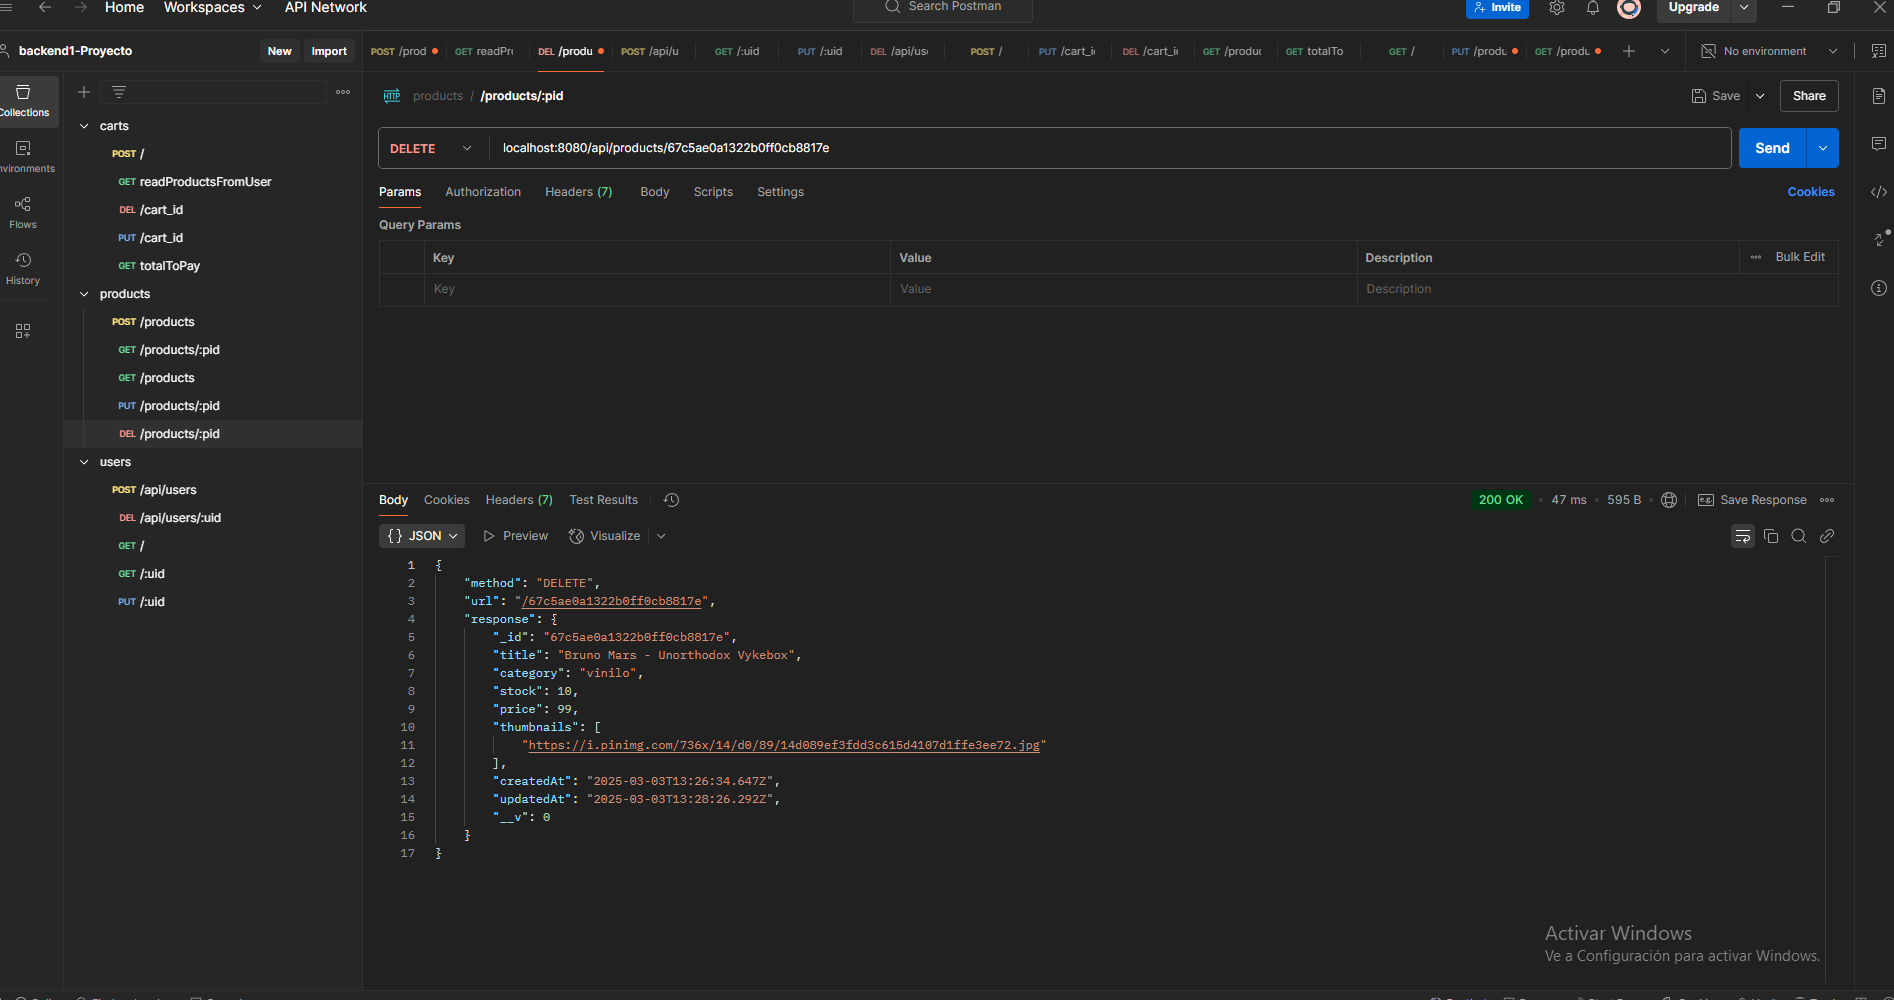 Home Workspaces API Network Search Postman Invite Upgrade
backend1-Proyecto New Import POST /prod GET readPr DEL /produ POST /api/u GET /:uid PUT /:uid DEL /api/us POST / PUT /cart_i DEL /cart_i GET /produc GET totalTo GET / PUT /produ GET /produ No environment
Collections
nvironments
Flows
History
carts
POST /
GET readProductsFromUser
DEL /cart_id
PUT /cart_id
GET totalToPay
products
POST /products
GET /products/:pid
GET /products
PUT /products/:pid
DEL /products/:pid
users
POST /api/users
DEL /api/users/:uid
GET /
GET /:uid
PUT /:uid
HTTP products / /products/:pid Save Share
DELETE localhost:8080/api/products/67c5ae0a1322b0ff0cb8817e Send
Params Authorization Headers (7) Body Scripts Settings Cookies
Query Params
Key Value Description Bulk Edit
Key Value Description
Body Cookies Headers (7) Test Results 200 OK 47 ms 595 B e.g. Save Response
{} JSON Preview Visualize
1 {
2 "method": "DELETE",
3 "url": "/67c5ae0a1322b0ff0cb8817e",
4 "response": {
5 "_id": "67c5ae0a1322b0ff0cb8817e",
6 "title": "Bruno Mars - Unorthodox Vykebox",
7 "category": "vinilo",
8 "stock": 10,
9 "price": 99,
10 "thumbnails": [
11 "https://i.pinimg.com/736x/14/d0/89/14d089ef3fdd3c615d4107d1ffe3ee72.jpg"
12 ],
13 "createdAt": "2025-03-03T13:26:34.647Z",
14 "updatedAt": "2025-03-03T13:28:26.292Z",
15 "__v": 0
16 }
17 }
Activar Windows
Ve a Configuración para activar Windows.